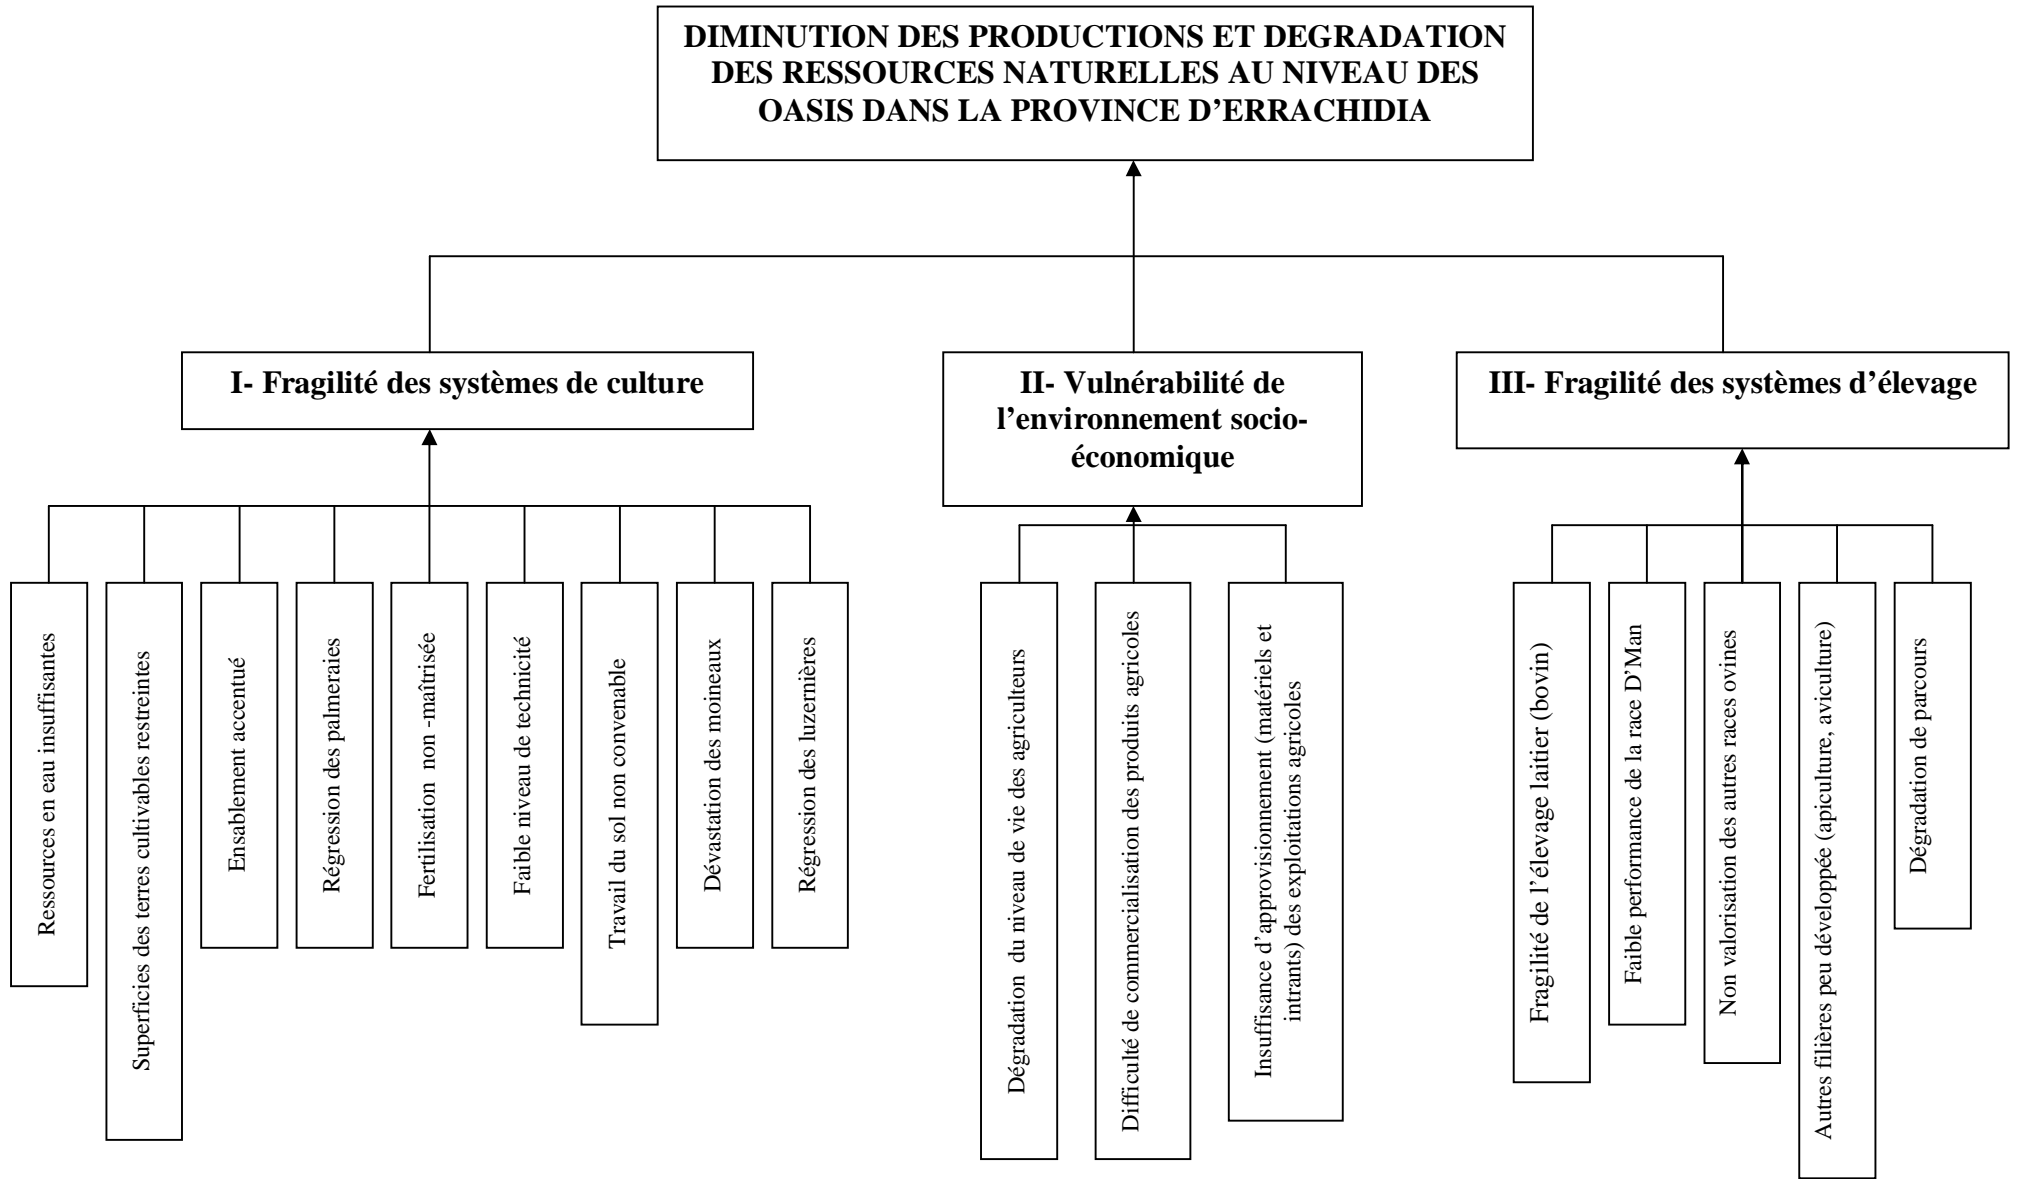 DIMINUTION DES PRODUCTIONS ET DEGRADATION
DES RESSOURCES NATURELLES AU NIVEAU DES
OASIS DANS LA PROVINCE D’ERRACHIDIA
I- Fragilité des systèmes de culture
II- Vulnérabilité de
l’environnement socio-
économique
III- Fragilité des systèmes d’élevage
Ressources en eau insuffisantes
Superficies des terres cultivables restreintes
Ensablement accentué
Régression des palmeraies
Fertilisation non -maîtrisée
Faible niveau de technicité
Travail du sol non convenable
Dévastation des moineaux
Régression des luzernières
Dégradation du niveau de vie des agriculteurs
Difficulté de commercialisation des produits agricoles
Insuffisance d’approvisionnement (matériels et
intrants) des exploitations agricoles
Fragilité de l’élevage laitier (bovin)
Faible performance de la race D’Man
Non valorisation des autres races ovines
Autres filières peu développée (apiculture, aviculture)
Dégradation de parcours